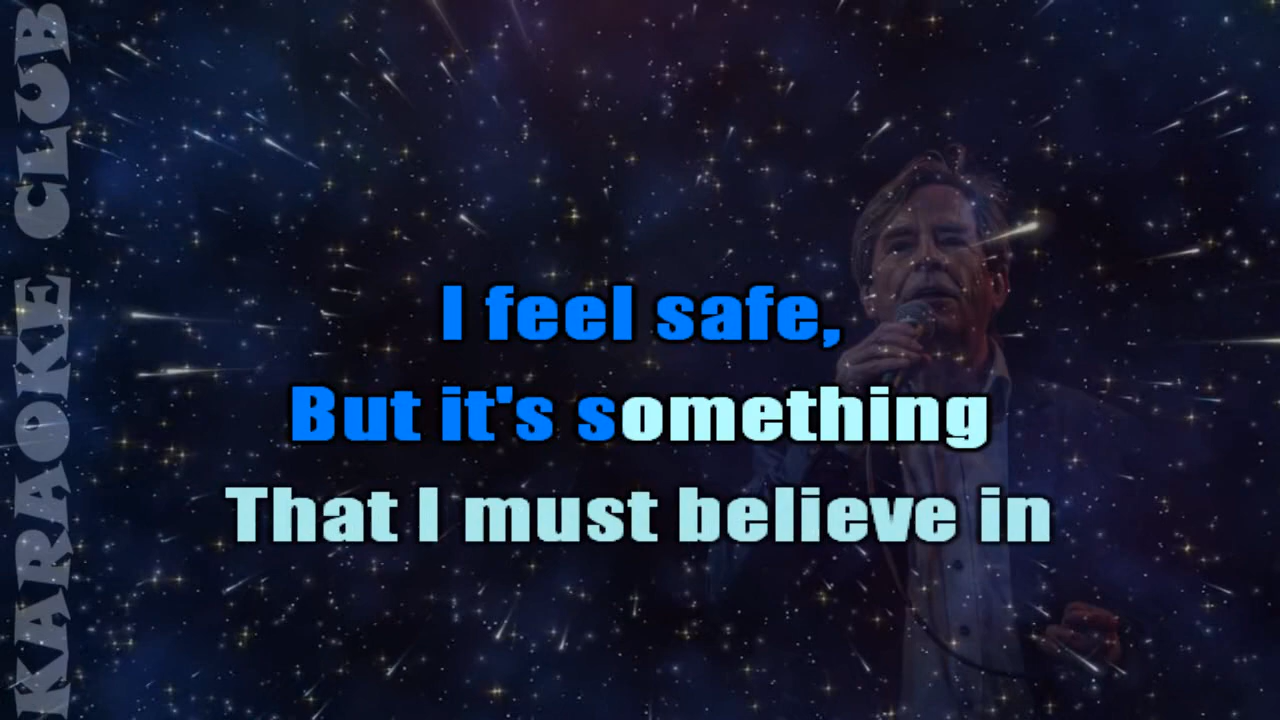 KARAOKE CLUB
I feel safe,
But it's something
That I must believe in